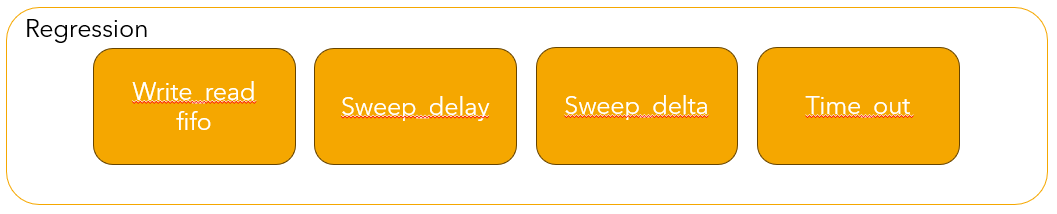 Regression
Write_read
fifo
Sweep_delay
Sweep_delta
Time_out